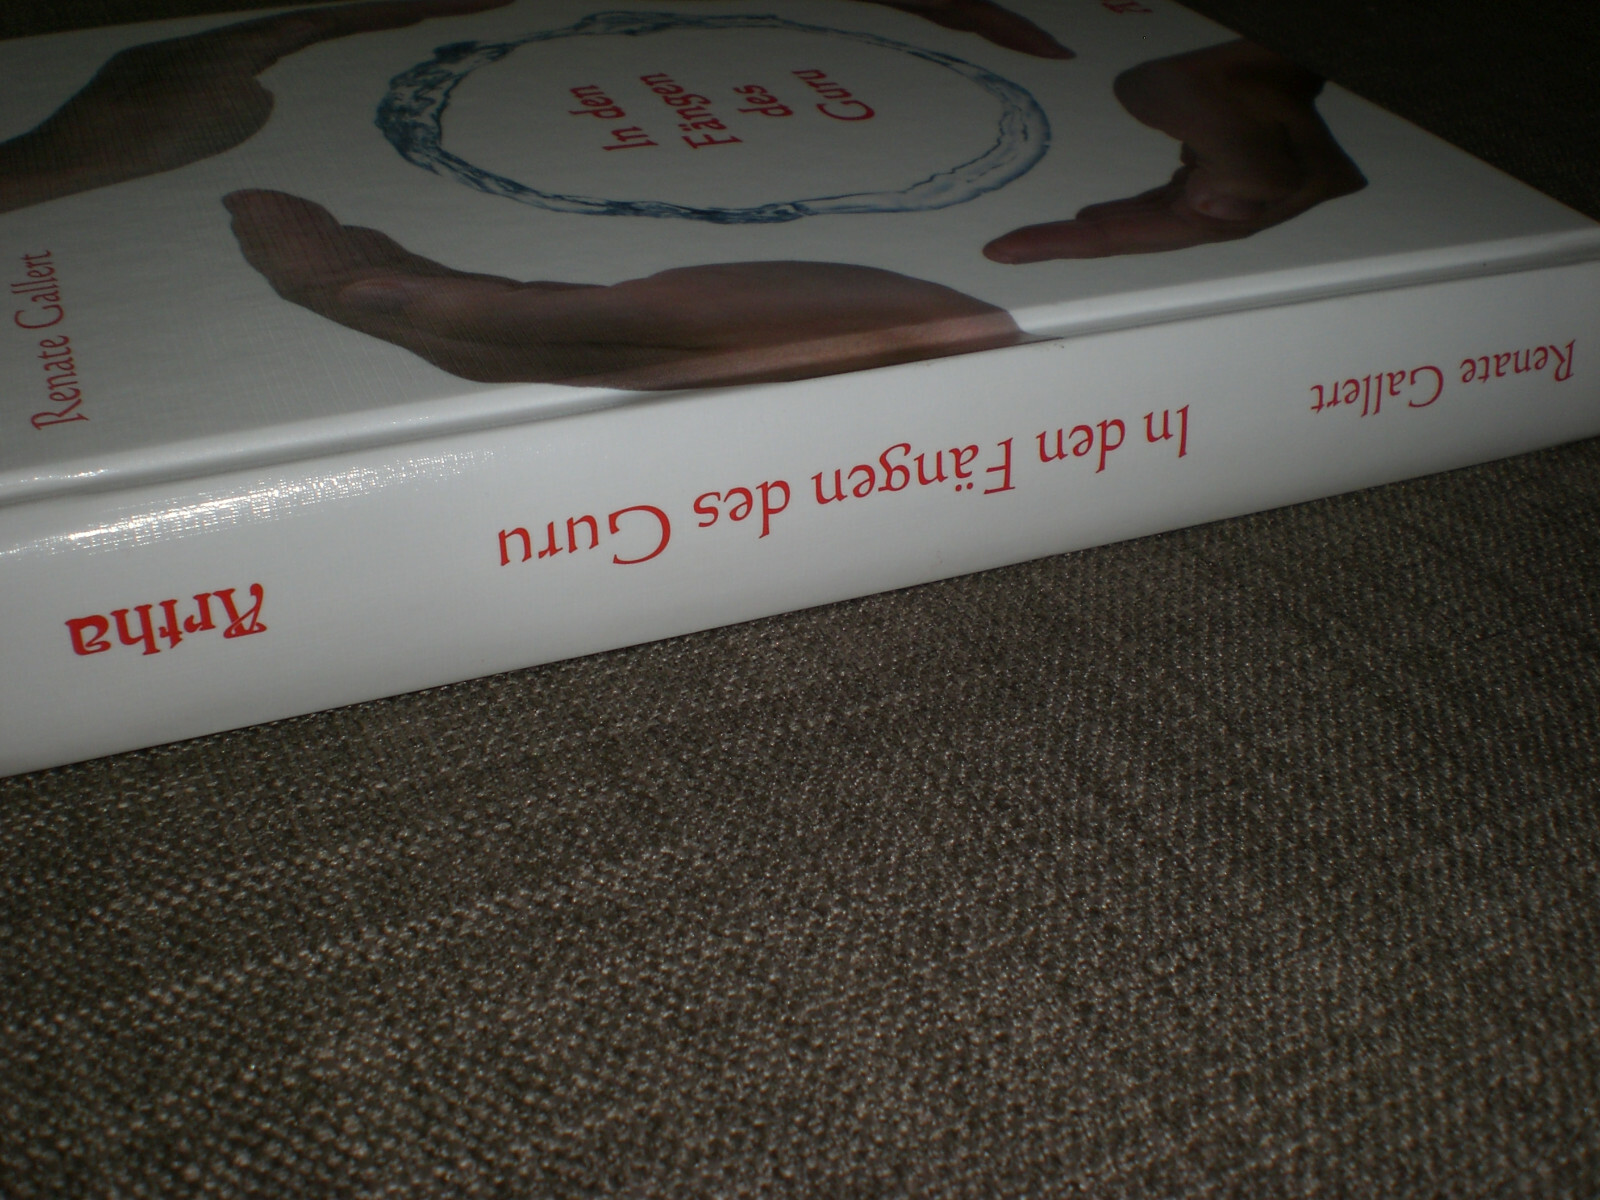 Renate Gallert
In den
Fängen
des
Guru
Renate Gallert
In den Fängen des Guru
Artha